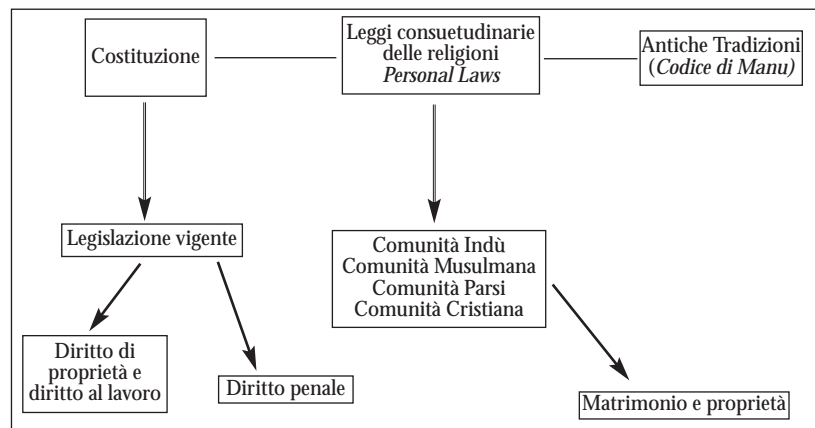 Costituzione
Leggi consuetudinarie
delle religioni
Personal Laws
Antiche Tradizioni
(Codice di Manu)
Legislazione vigente
Comunità Indù
Comunità Musulmana
Comunità Parsi
Comunità Cristiana
Diritto di
proprietà e
diritto al lavoro
Diritto penale
Matrimonio e proprietà